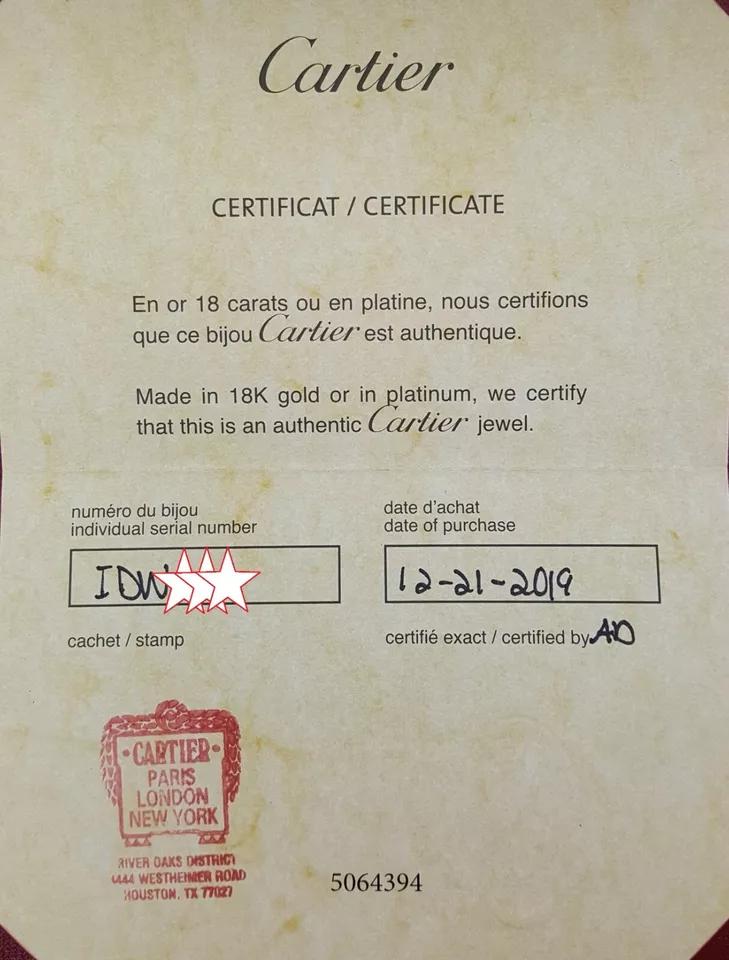 Cartier
CERTIFICAT / CERTIFICATE
En or 18 carats ou en platine, nous certifions
que ce bijou Cartier est authentique.
Made in 18K gold or in platinum, we certify
that this is an authentic Cartier jewel.
numéro du bijou
individual serial number
IDW
date d'achat
date of purchase
12-21-2019
cachet / stamp
certifié exact / certified by AD
CARTIER
PARIS
LONDON
NEW YORK
RIVER OAKS DISTRICT
4444 WESTHEIMER ROAD
HOUSTON, TX 77027
5064394